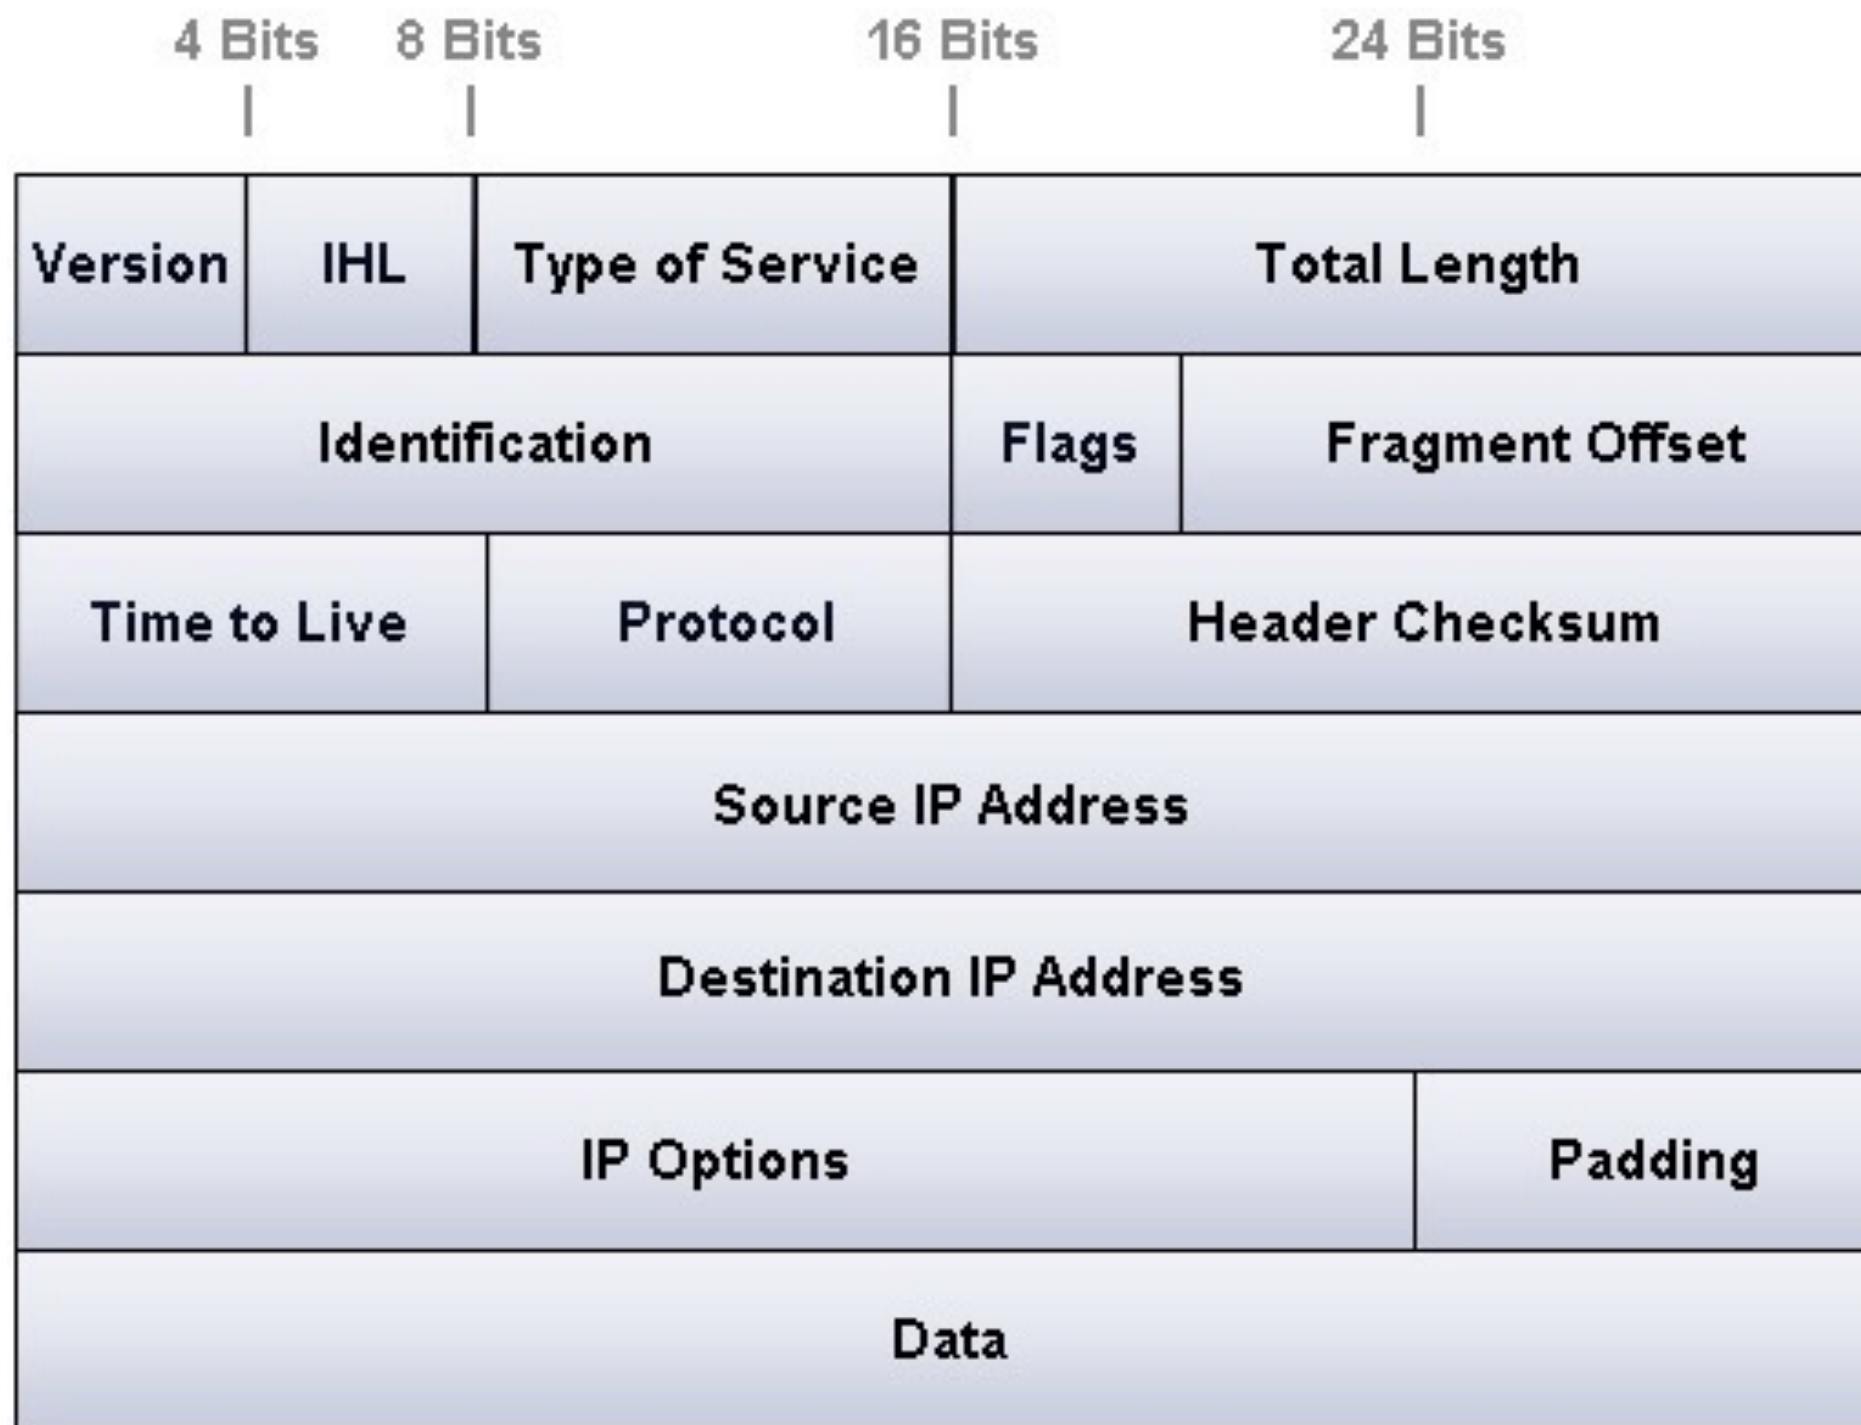 4 Bits 8 Bits 16 Bits 24 Bits
Version IHL Type of Service Total Length
Identification Flags Fragment Offset
Time to Live Protocol Header Checksum
Source IP Address
Destination IP Address
IP Options Padding
Data